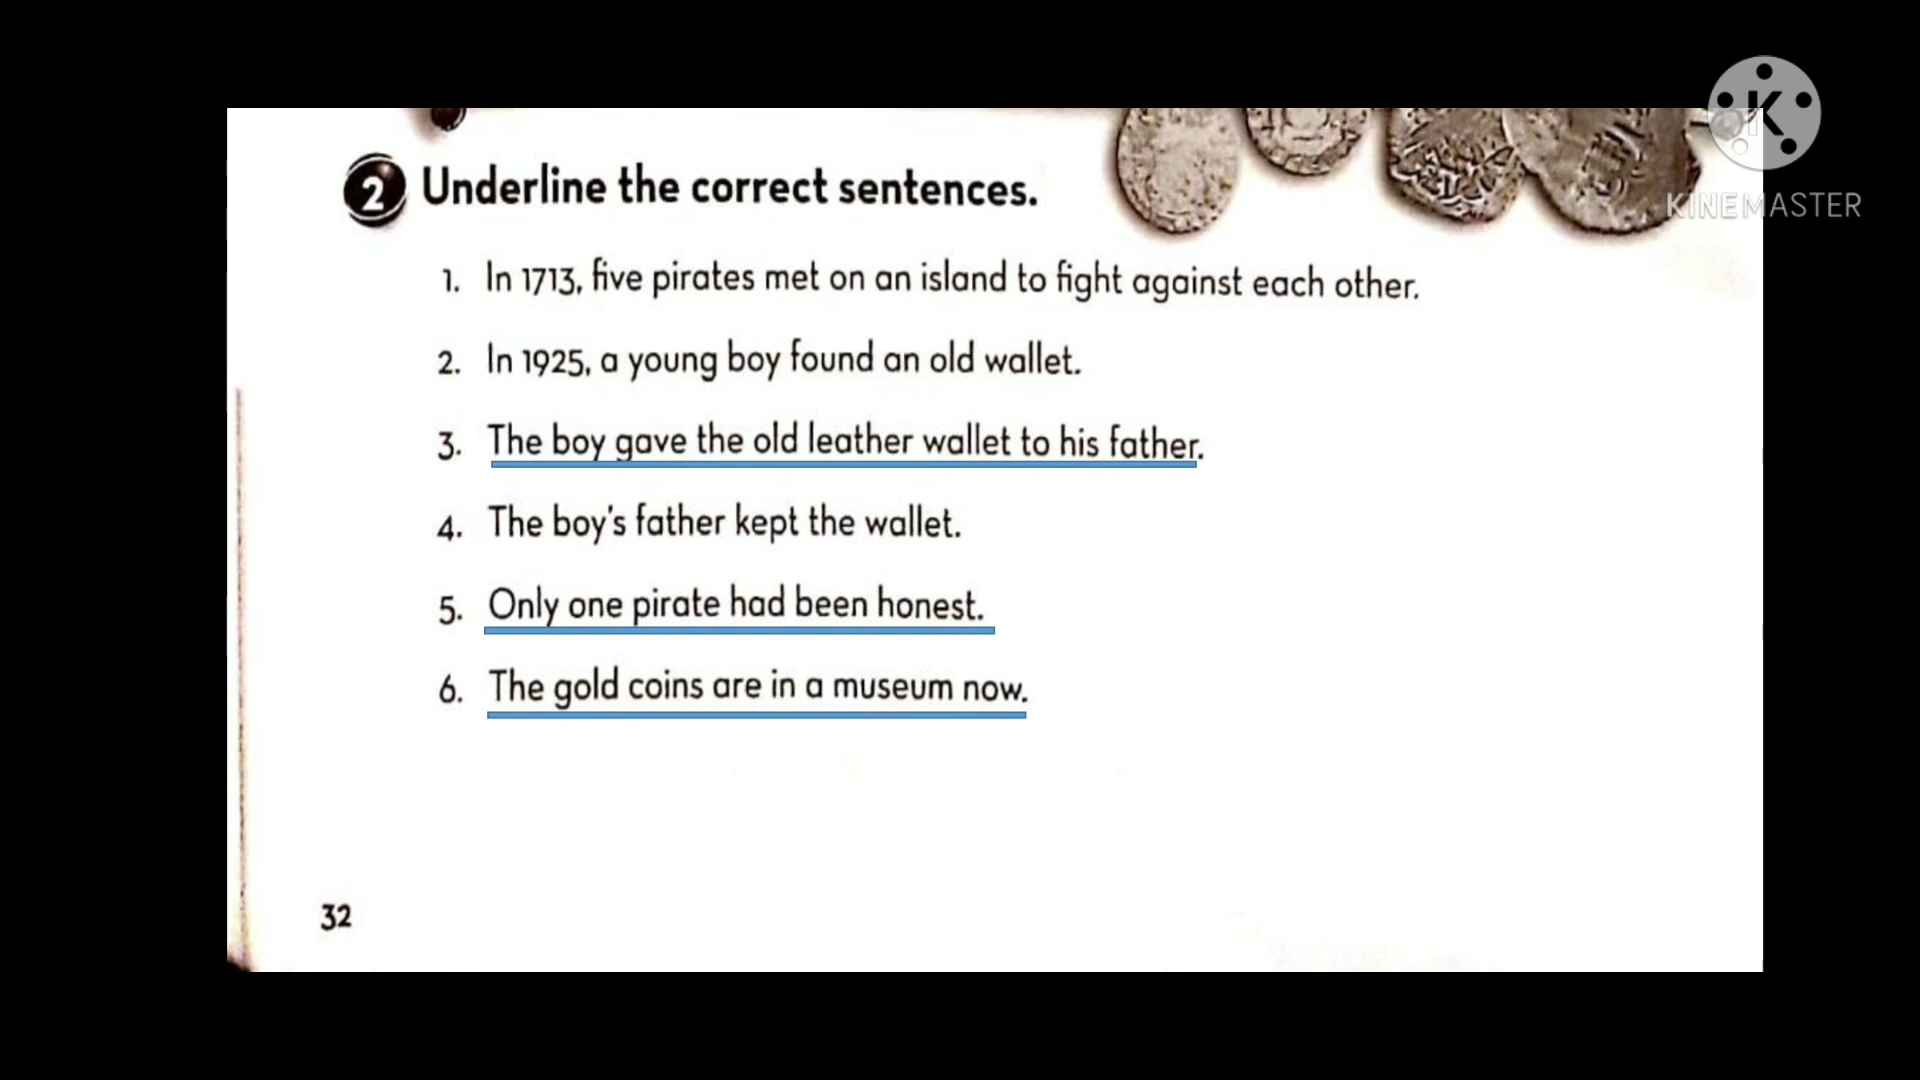 K
KINEMASTER
2 Underline the correct sentences.
1. In 1713, five pirates met on an island to fight against each other.
2. In 1925, a young boy found an old wallet.
3. The boy gave the old leather wallet to his father.
4. The boy's father kept the wallet.
5. Only one pirate had been honest.
6. The gold coins are in a museum now.
32